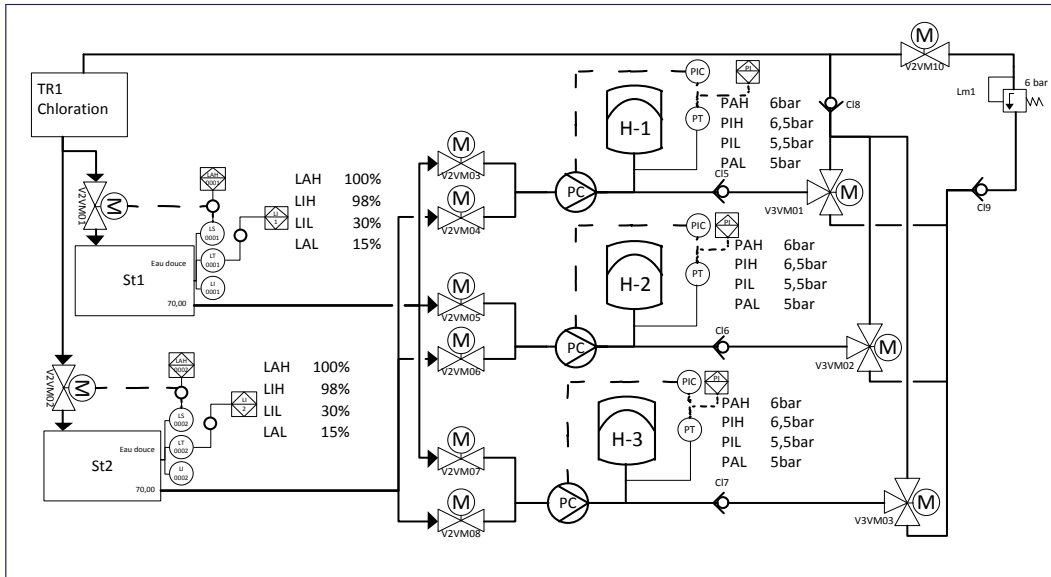 TR1
Chloration
M
V2VM01
LAH
0001
LS
0001
LT
0001
LI
0001
LI
1
LAH 100%
LIH 98%
LIL 30%
LAL 15%
Eau douce
St1
70,00
M
V2VM02
LAH
0002
LS
0002
LT
0002
LI
0002
LI
2
LAH 100%
LIH 98%
LIL 30%
LAL 15%
Eau douce
St2
70,00
M
V2VM03
M
V2VM04
M
V2VM05
M
V2VM06
M
V2VM07
M
V2VM08
PC
H-1
PIC
PI
PT
PAH 6bar
PIH 6,5bar
PIL 5,5bar
PAL 5bar
Cl5
M
V3VM01
PC
H-2
PIC
PI
PT
PAH 6bar
PIH 6,5bar
PIL 5,5bar
PAL 5bar
Cl6
M
V3VM02
PC
H-3
PIC
PI
PT
PAH 6bar
PIH 6,5bar
PIL 5,5bar
PAL 5bar
Cl7
M
V3VM03
Cl8
M
V2VM10
6 bar
Lm1
Cl9